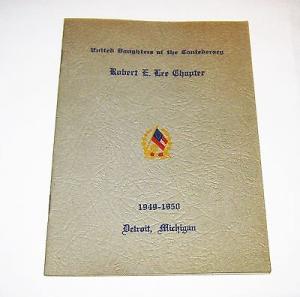 United Daughters of the Confederacy
Robert E. Lee Chapter
1949-1950
Detroit, Michigan